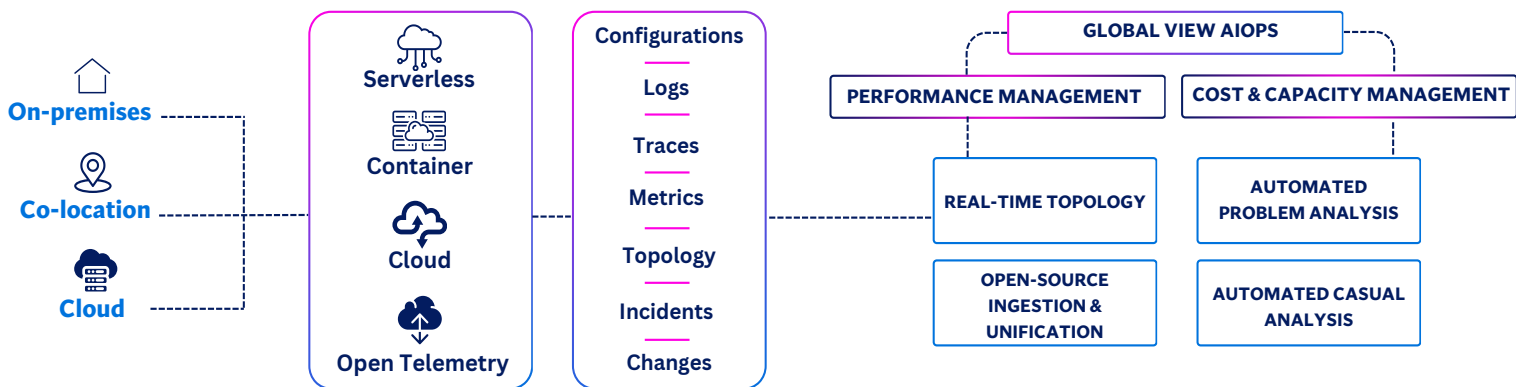 On-premises
Co-location
Cloud
Serverless
Container
Cloud
Open Telemetry
Configurations
Logs
Traces
Metrics
Topology
Incidents
Changes
GLOBAL VIEW AIOPS
PERFORMANCE MANAGEMENT
COST & CAPACITY MANAGEMENT
REAL-TIME TOPOLOGY
AUTOMATED
PROBLEM ANALYSIS
OPEN-SOURCE
INGESTION &
UNIFICATION
AUTOMATED CASUAL
ANALYSIS